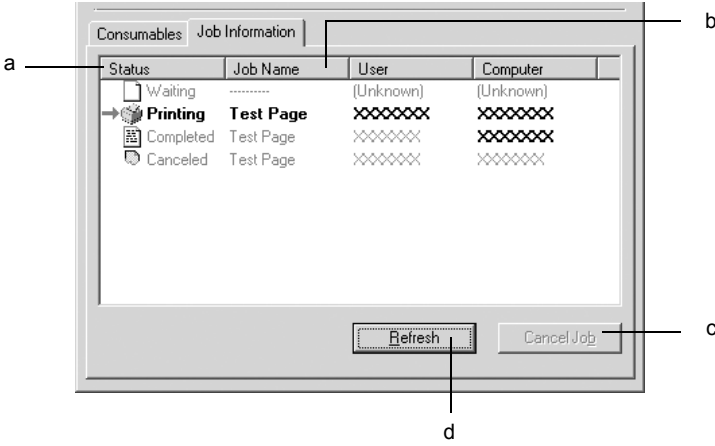 b
Consumables Job Information
a
Status Job Name User Computer
Waiting ---------- (Unknown) (Unknown)
Printing Test Page XXXXXXX XXXXXXX
Completed Test Page XXXXXXX XXXXXXX
Canceled Test Page XXXXXXX XXXXXXX
Refresh Cancel Job
c
d